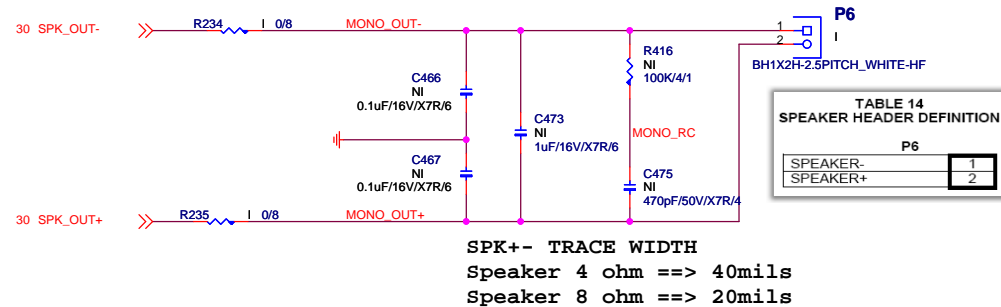 P6
R234 I 0/8 MONO_OUT-
30 SPK_OUT-
1
2
I
BH1X2H-2.5PITCH_WHITE-HF
R416
NI
100K/4/1
C466
NI
0.1uF/16V/X7R/6
C473
NI
1uF/16V/X7R/6
MONO_RC
C467
NI
0.1uF/16V/X7R/6
C475
NI
470pF/50V/X7R/4
TABLE 14
SPEAKER HEADER DEFINITION
P6
SPEAKER- 1
SPEAKER+ 2
R235 I 0/8 MONO_OUT+
30 SPK_OUT+
SPK+- TRACE WIDTH
Speaker 4 ohm ==> 40mils
Speaker 8 ohm ==> 20mils